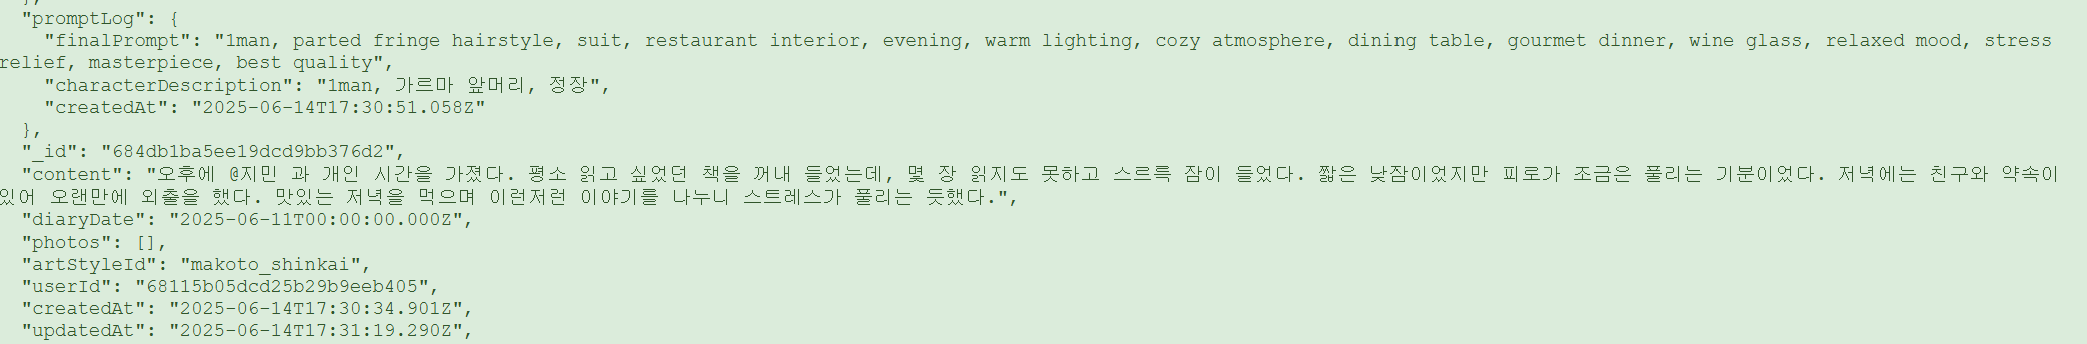 },
"promptLog": {
"finalPrompt": "1man, parted fringe hairstyle, suit, restaurant interior, evening, warm lighting, cozy atmosphere, dining table, gourmet dinner, wine glass, relaxed mood, stress
relief, masterpiece, best quality",
"characterDescription": "1man, 가르마 앞머리, 정장",
"createdAt": "2025-06-14T17:30:51.058Z"
},
"_id": "684db1ba5ee19dcd9bb376d2",
"content": "오후에 @지민 과 개인 시간을 가졌다. 평소 읽고 싶었던 책을 꺼내 들었는데, 몇 장 읽지도 못하고 스르륵 잠이 들었다. 짧은 낮잠이었지만 피로가 조금은 풀리는 기분이었다. 저녁에는 친구와 약속이
있어 오랜만에 외출을 했다. 맛있는 저녁을 먹으며 이런저런 이야기를 나누니 스트레스가 풀리는 듯했다.",
"diaryDate": "2025-06-11T00:00:00.000Z",
"photos": [],
"artStyleId": "makoto_shinkai",
"userId": "68115b05dcd25b29b9eeb405",
"createdAt": "2025-06-14T17:30:34.901Z",
"updatedAt": "2025-06-14T17:31:19.290Z",